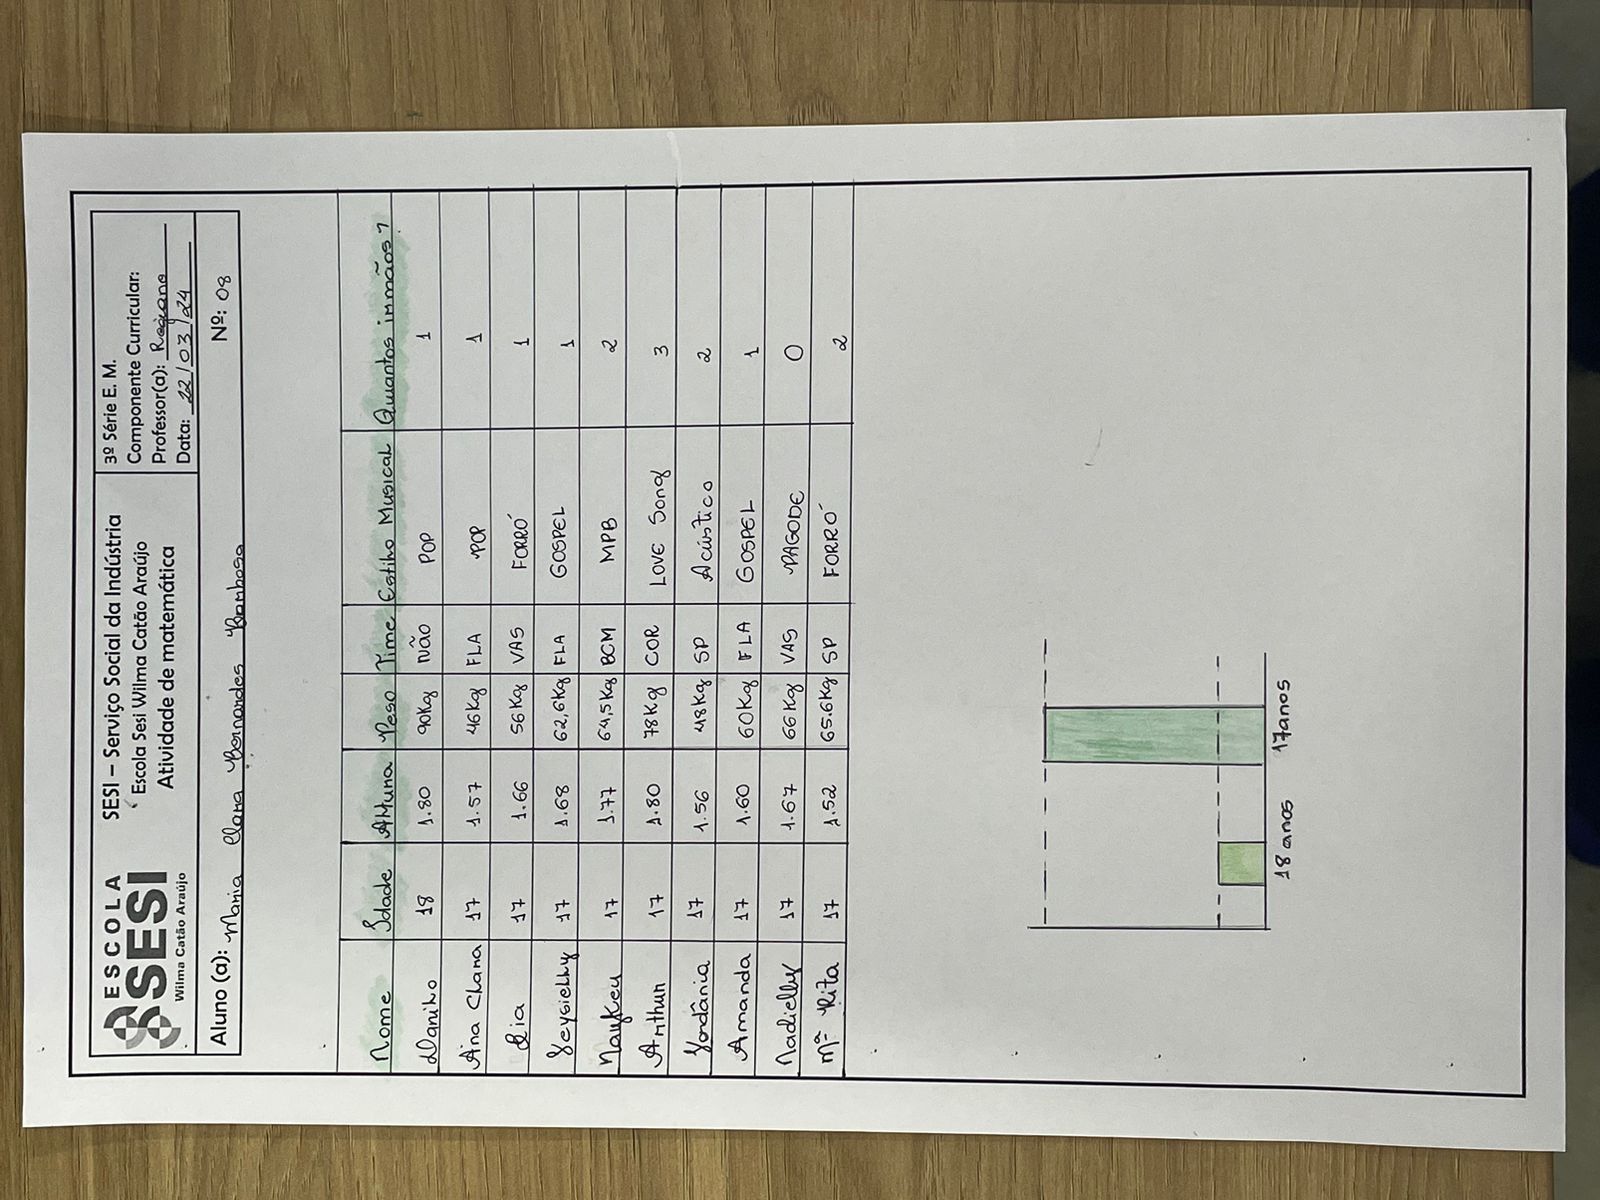 ESCOLA
SESI
Wilma Catão Araújo
SESI – Serviço Social da Indústria
Escola Sesi Wilma Catão Araújo
Atividade de matemática
3º Série E. M.
Componente Curricular:
Professor(a): Regiane
Data: 22/03/24
Aluno (a): Maria Clara Bernardes Barbosa Nº: 08
Nome Idade Altura Peso Time Estilo Musical Quantos irmãos?
Danilo 18 1.80 90Kg Não POP 1
Ana Clara 17 1.57 46Kg FLA POP 1
Bia 17 1.66 56Kg VAS FORRÓ 1
Geysielly 17 1.68 62,6Kg FLA GOSPEL 1
17 1.77 64,5Kg BCM MPB 2
Arthur 17 1.80 78Kg COR LOVE Song 3
Jordânia 17 1.56 48Kg SP Acústico 2
Amanda 17 1.60 60Kg FLA GOSPEL 1
Nadielly 17 1.67 66Kg VAS PAGODE 0
Mª Rita 17 1.52 65.6Kg SP FORRÓ 2
18 anos 17anos